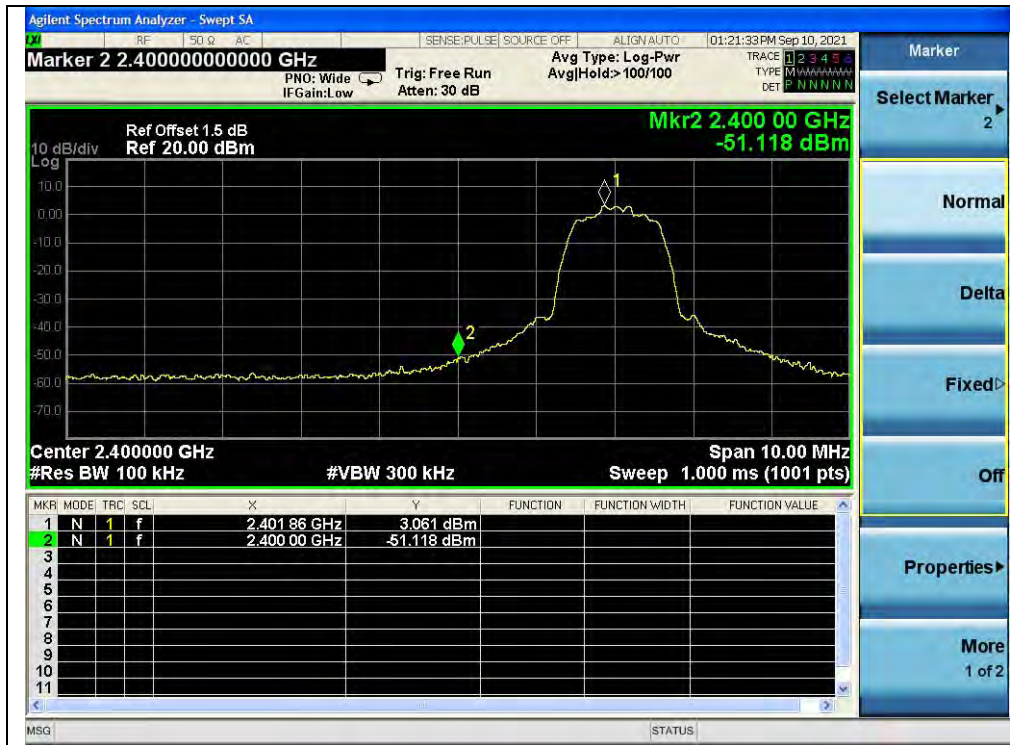 Agilent Spectrum Analyzer - Swept SA
LXI RF 50 Ω AC SENSE:PULSE SOURCE OFF ALIGN AUTO 01:21:33 PM Sep 10, 2021
Marker 2 2.400000000000 GHz
PNO: Wide
IFGain:Low
Trig: Free Run
Atten: 30 dB
Avg Type: Log-Pwr
Avg|Hold:>100/100
TRACE 1 2 3 4 5 6
TYPE M
DET P N N N N N
Ref Offset 1.5 dB
10 dB/div Ref 20.00 dBm
Log
Mkr2 2.400 00 GHz
-51.118 dBm
10.0
0.00
-10.0
-20.0
-30.0
-40.0
-50.0
-60.0
-70.0
1
2
Center 2.400000 GHz Span 10.00 MHz
#Res BW 100 kHz #VBW 300 kHz Sweep 1.000 ms (1001 pts)
MKR MODE TRC SCL X Y FUNCTION FUNCTION WIDTH FUNCTION VALUE
1 N 1 f 2.401 86 GHz 3.061 dBm
2 N 1 f 2.400 00 GHz -51.118 dBm
3
4
5
6
7
8
9
10
11
MSG STATUS
Marker
Select Marker
2
Normal
Delta
Fixed
Off
Properties
More
1 of 2